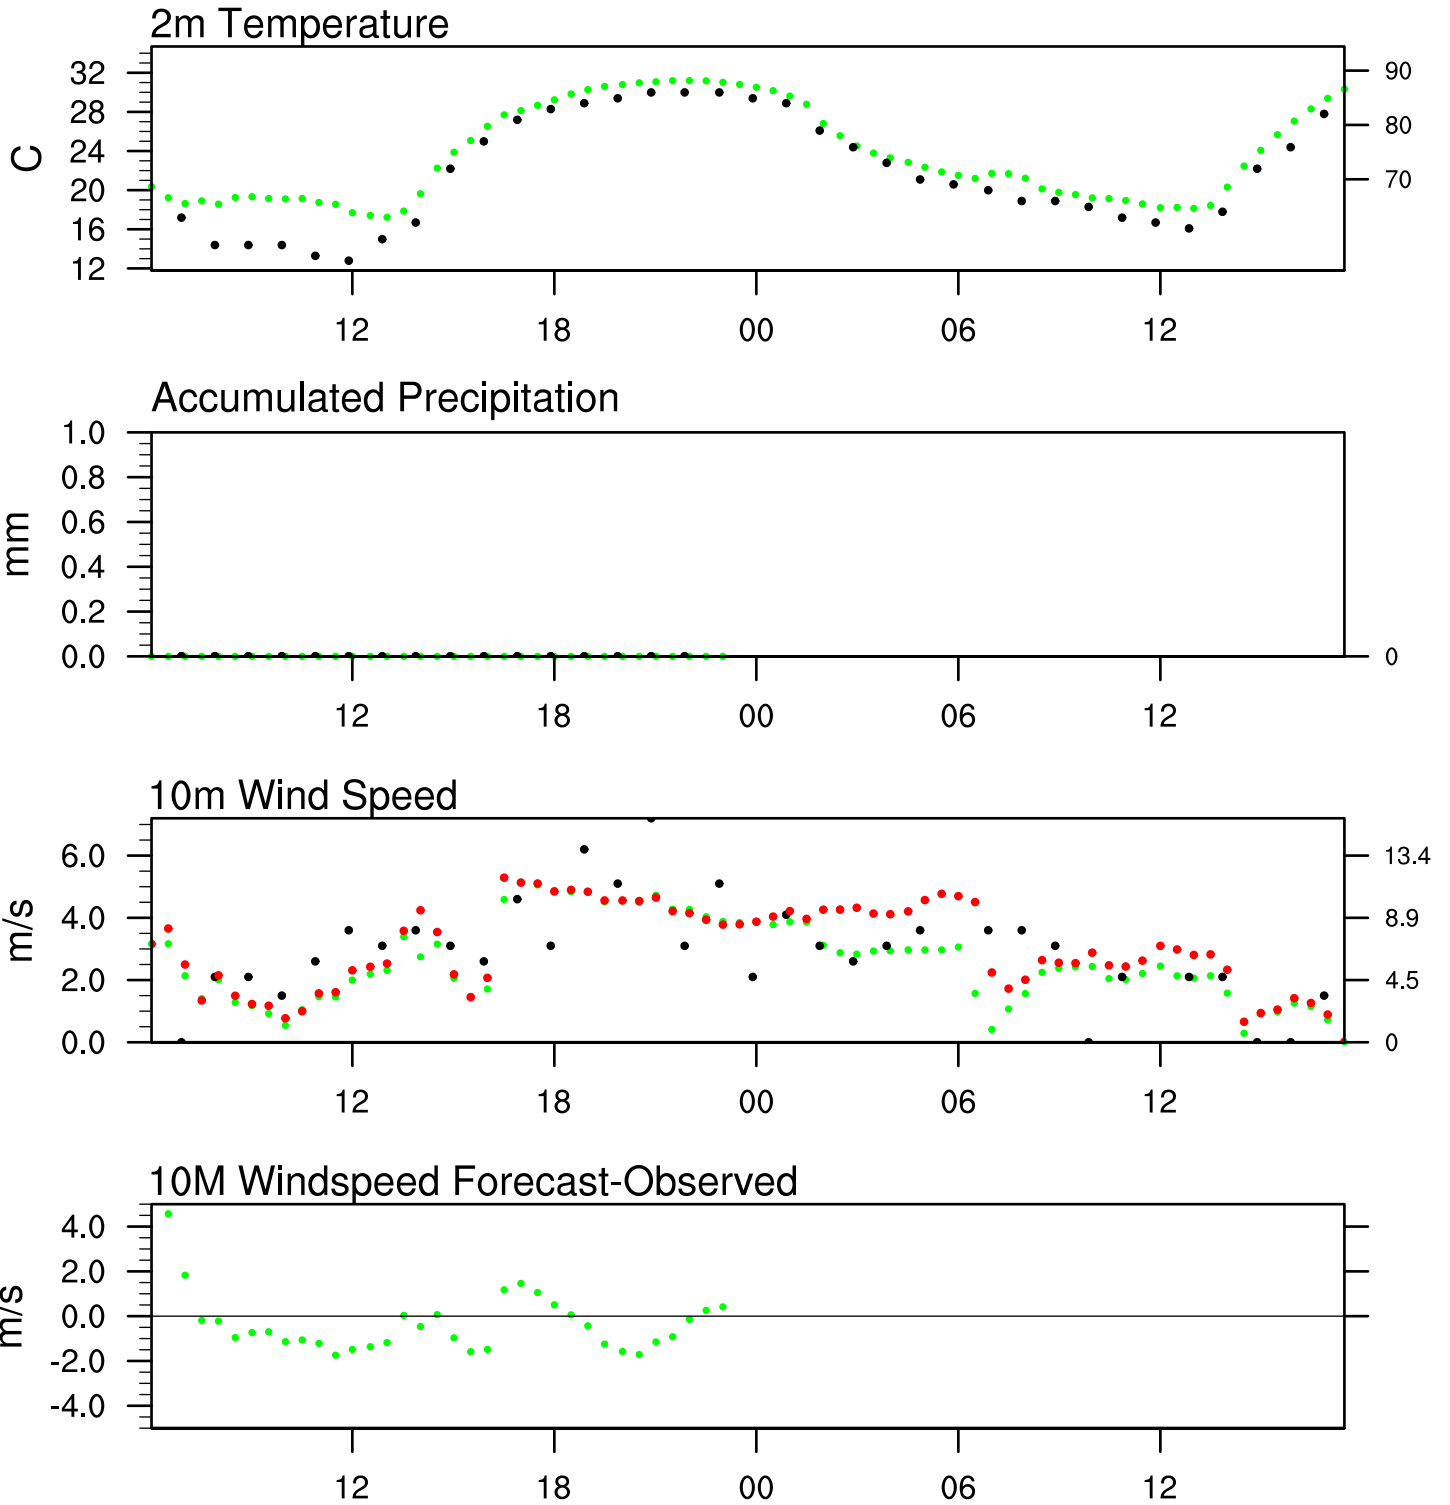 2m Temperature
32
28
24
20
16
12
C
90
80
70
12 18 00 06 12
Accumulated Precipitation
1.0
0.8
0.6
0.4
0.2
0.0
mm
0
12 18 00 06 12
10m Wind Speed
6.0
4.0
2.0
0.0
m/s
13.4
8.9
4.5
0
12 18 00 06 12
10M Windspeed Forecast-Observed
4.0
2.0
0.0
-2.0
-4.0
m/s
12 18 00 06 12